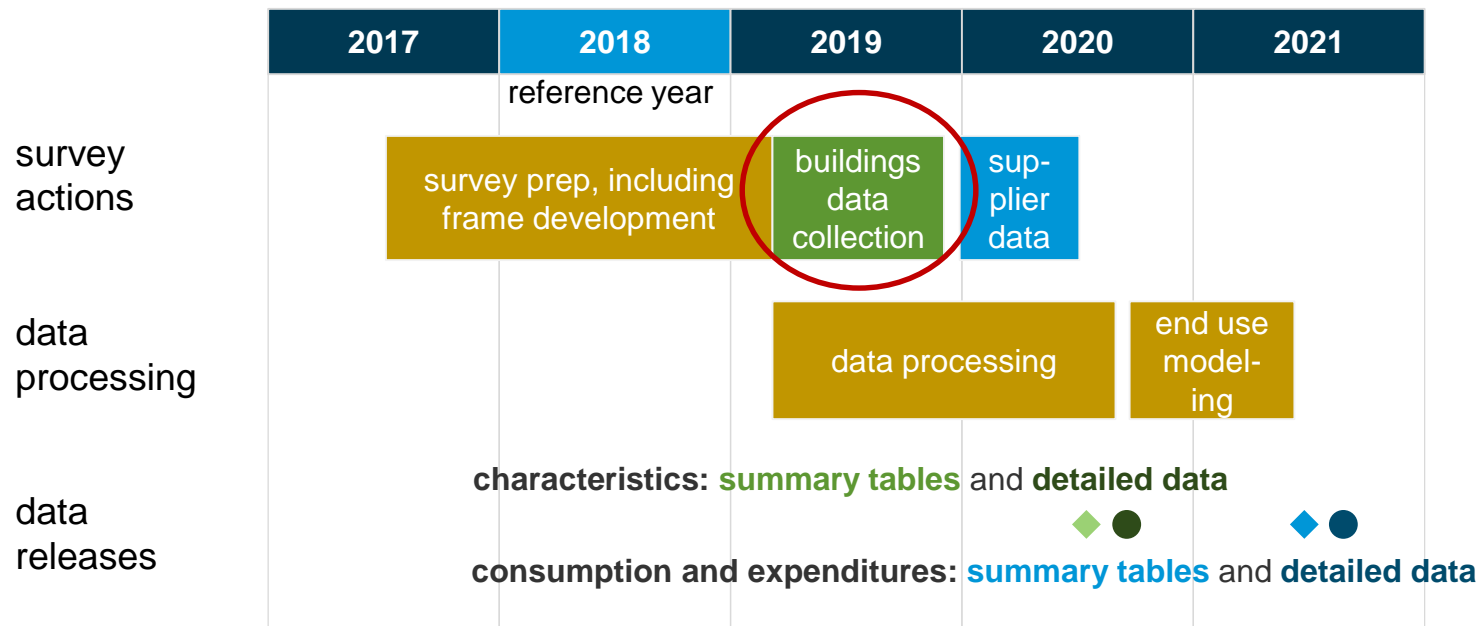 2017 2018 2019 2020 2021
reference year
survey
actions
survey prep, including
frame development
buildings
data
collection
sup-
plier
data
data
processing
data processing
end use
model-
ing
data
releases
characteristics: summary tables and detailed data
consumption and expenditures: summary tables and detailed data